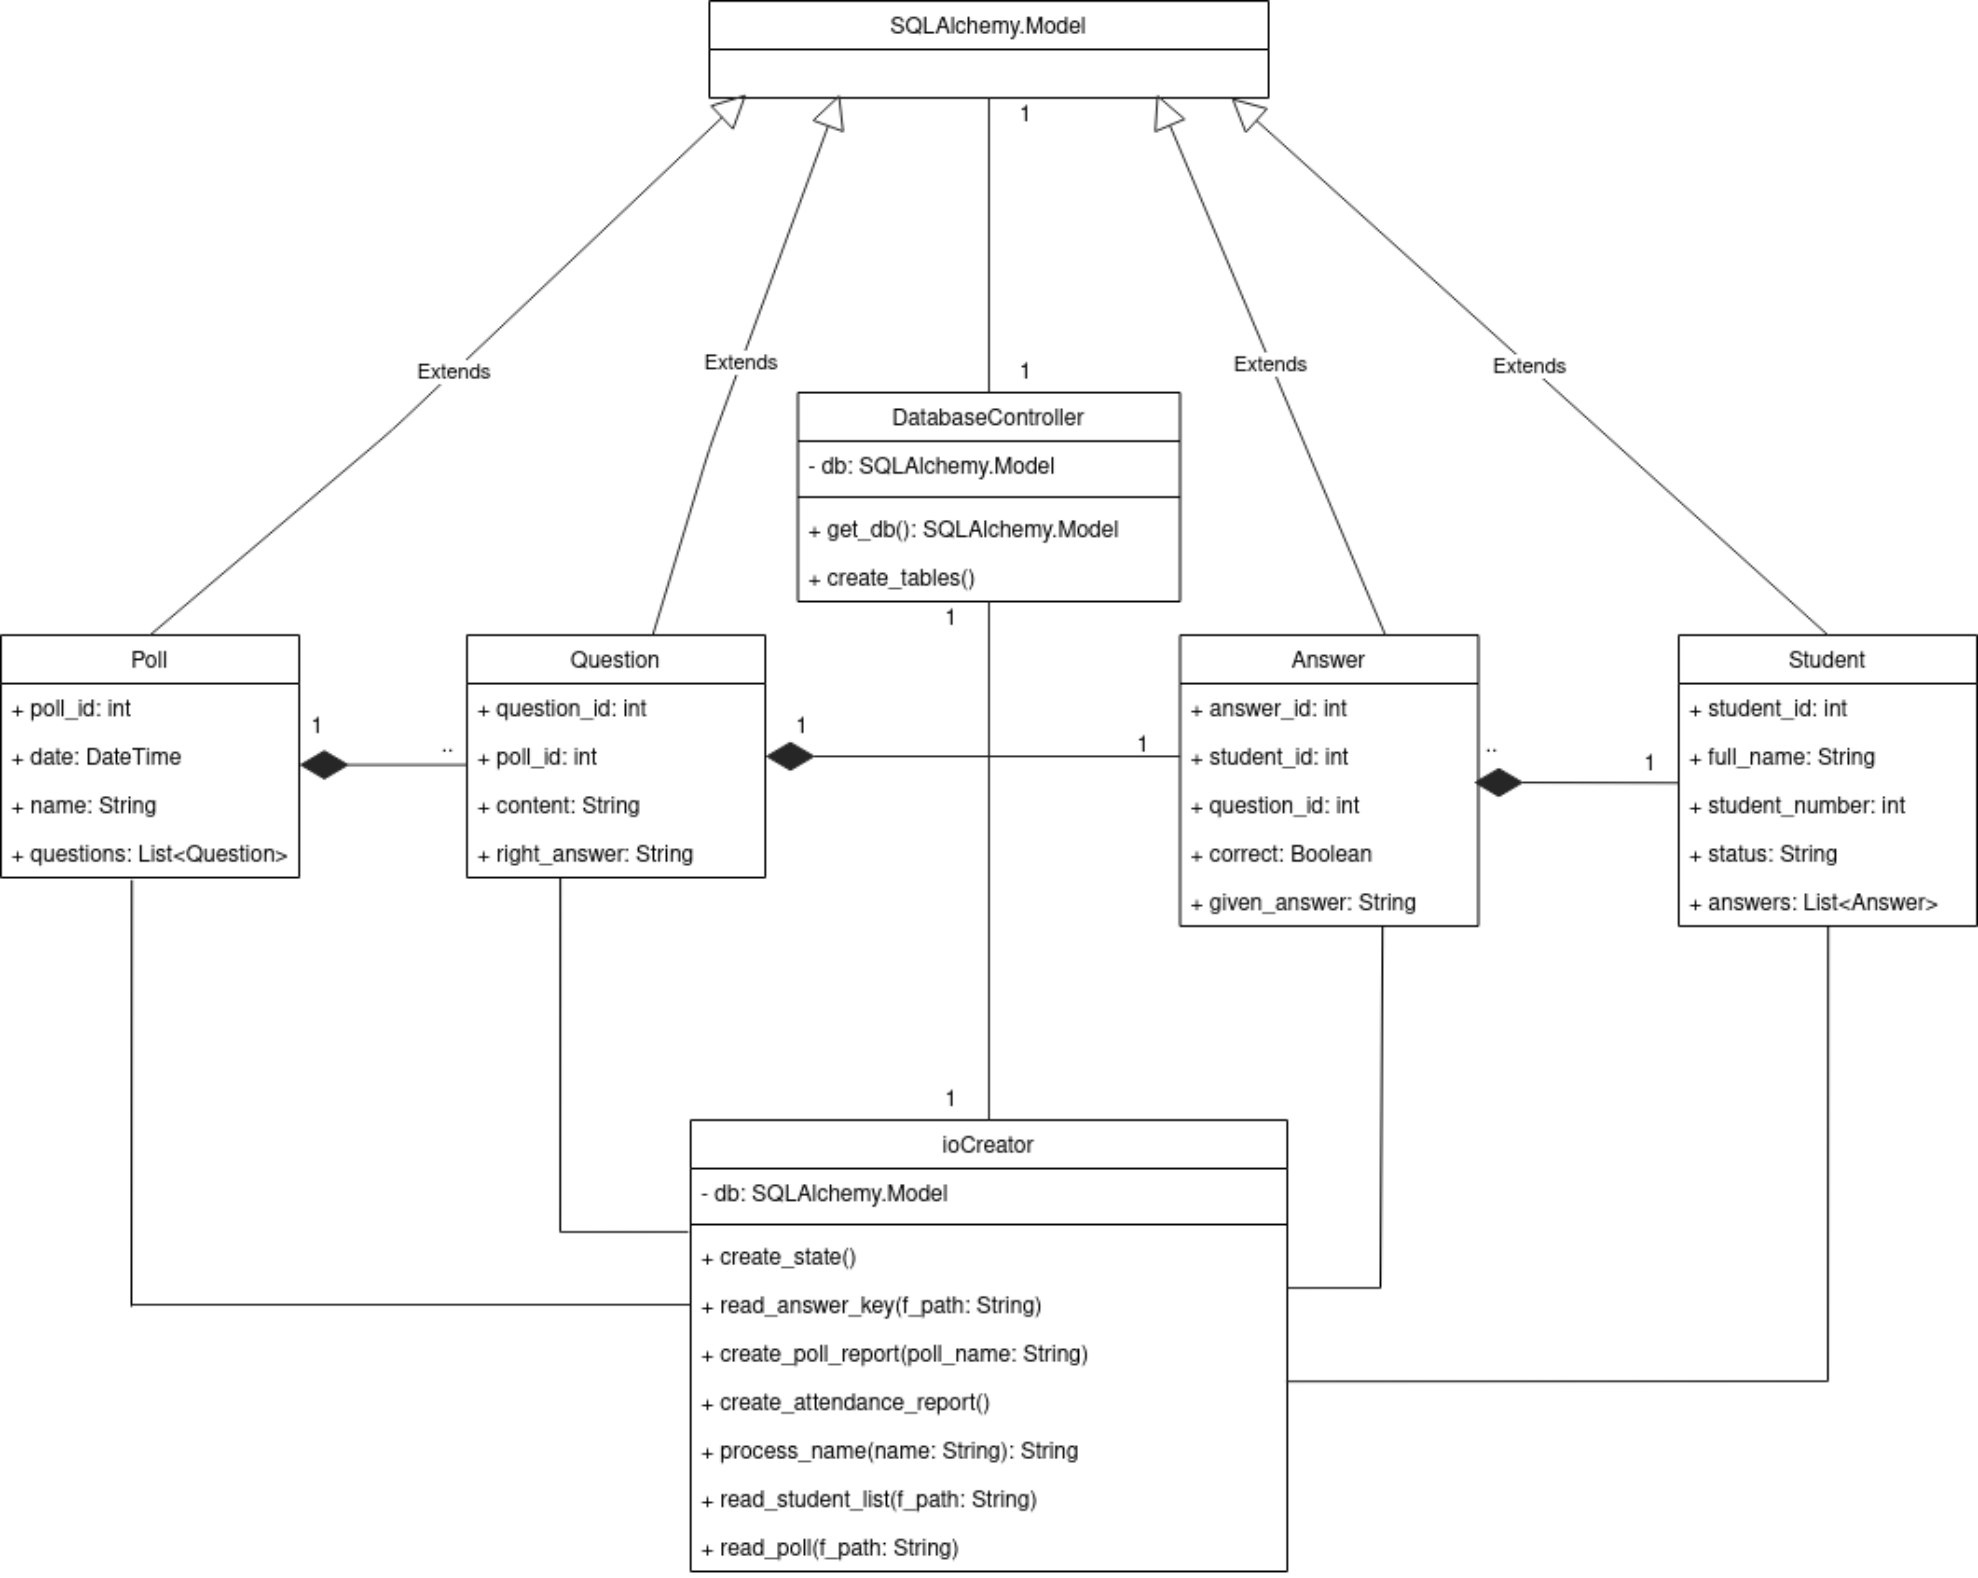 SQLAlchemy.Model
1
Extends
Extends
Extends
Extends
1
DatabaseController
- db: SQLAlchemy.Model
+ get_db(): SQLAlchemy.Model
+ create_tables()
1
Poll
+ poll_id: int
+ date: DateTime
+ name: String
+ questions: List<Question>
1
..
Question
+ question_id: int
+ poll_id: int
+ content: String
+ right_answer: String
1
1
Answer
+ answer_id: int
+ student_id: int
+ question_id: int
+ correct: Boolean
+ given_answer: String
..
1
Student
+ student_id: int
+ full_name: String
+ student_number: int
+ status: String
+ answers: List<Answer>
1
ioCreator
- db: SQLAlchemy.Model
+ create_state()
+ read_answer_key(f_path: String)
+ create_poll_report(poll_name: String)
+ create_attendance_report()
+ process_name(name: String): String
+ read_student_list(f_path: String)
+ read_poll(f_path: String)